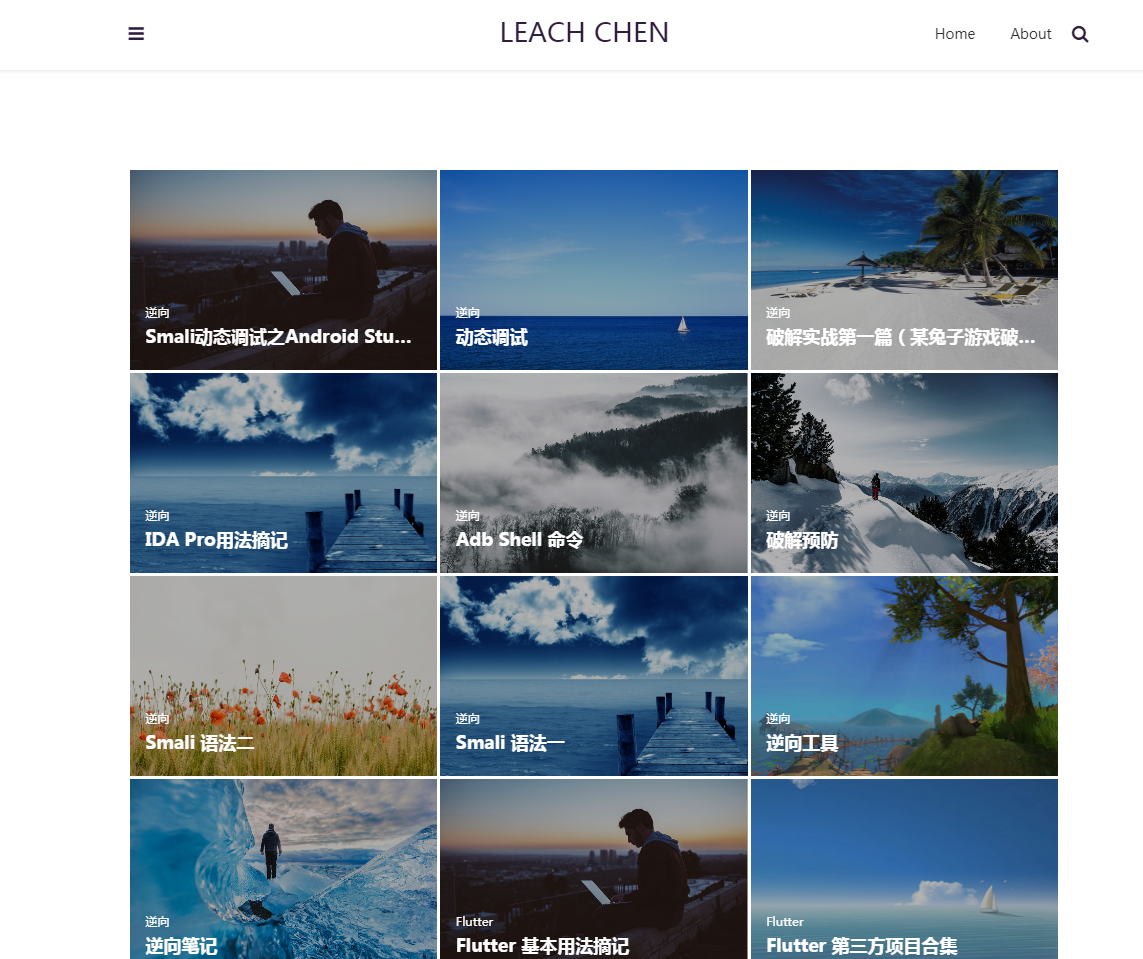 LEACH CHEN
Home
About
逆向
Smali动态调试之Android Stu...
逆向
动态调试
逆向
破解实战第一篇（某兔子游戏破...
逆向
IDA Pro用法摘记
逆向
Adb Shell 命令
逆向
破解预防
逆向
Smali 语法二
逆向
Smali 语法一
逆向
逆向工具
逆向
逆向笔记
Flutter
Flutter 基本用法摘记
Flutter
Flutter 第三方项目合集